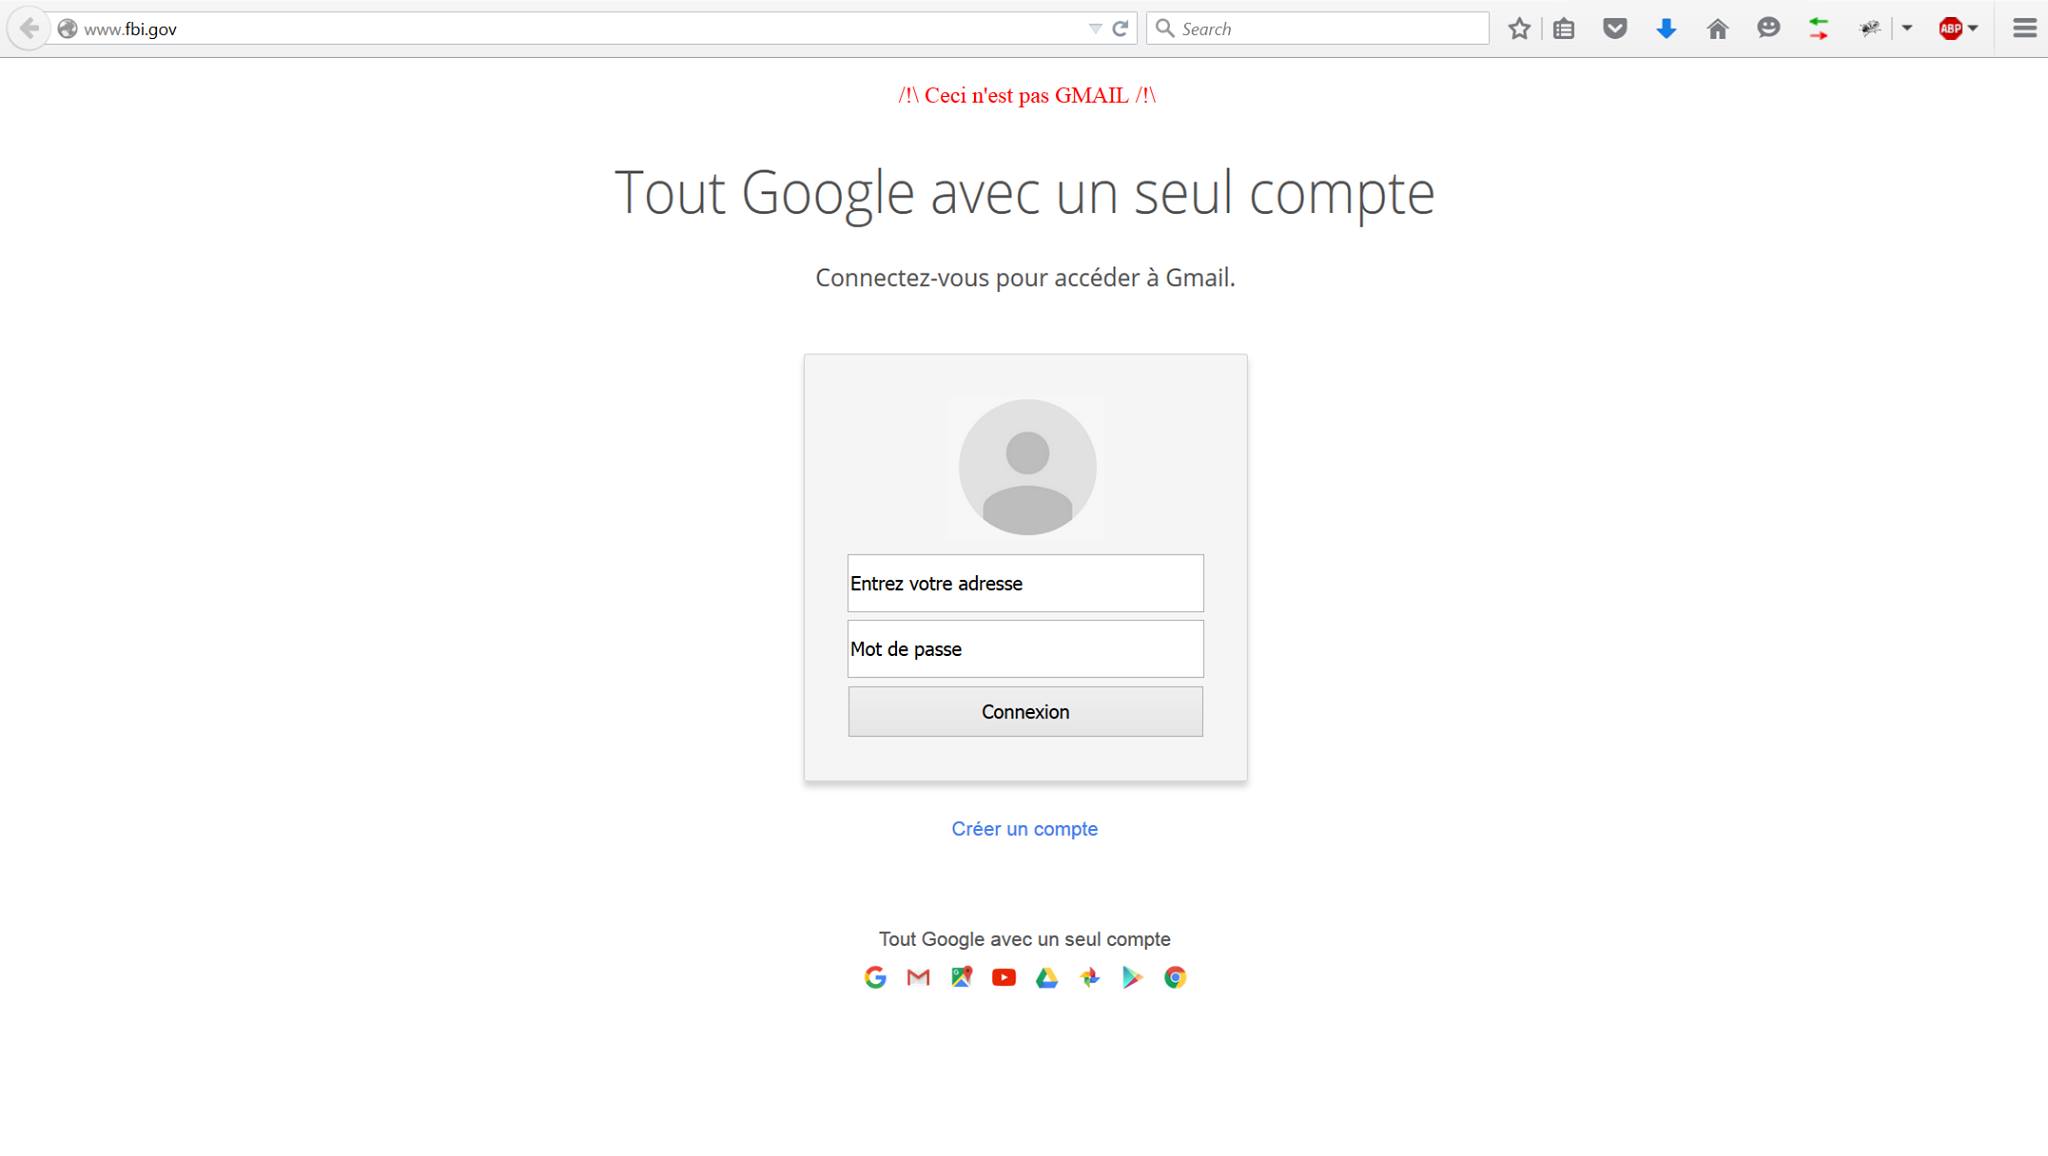 www.fbi.gov
Search
ABP
/!\ Ceci n'est pas GMAIL /!\
Tout Google avec un seul compte
Connectez-vous pour accéder à Gmail.
Entrez votre adresse
Mot de passe
Connexion
Créer un compte
Tout Google avec un seul compte